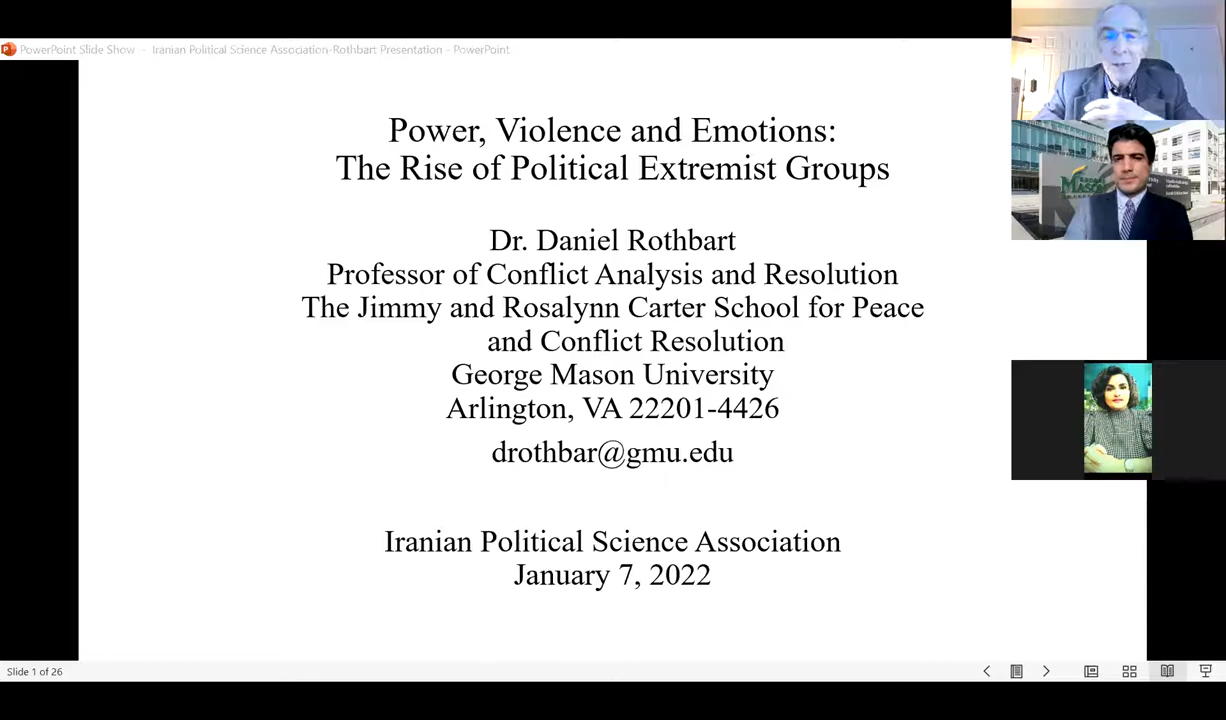 PowerPoint Slide Show - Iranian Political Science Association-Rothbart Presentation - PowerPoint
Power, Violence and Emotions:
The Rise of Political Extremist Groups
Dr. Daniel Rothbart
Professor of Conflict Analysis and Resolution
The Jimmy and Rosalynn Carter School for Peace
and Conflict Resolution
George Mason University
Arlington, VA 22201-4426
drothbar@gmu.edu
Iranian Political Science Association
January 7, 2022
MASON
Slide 1 of 26